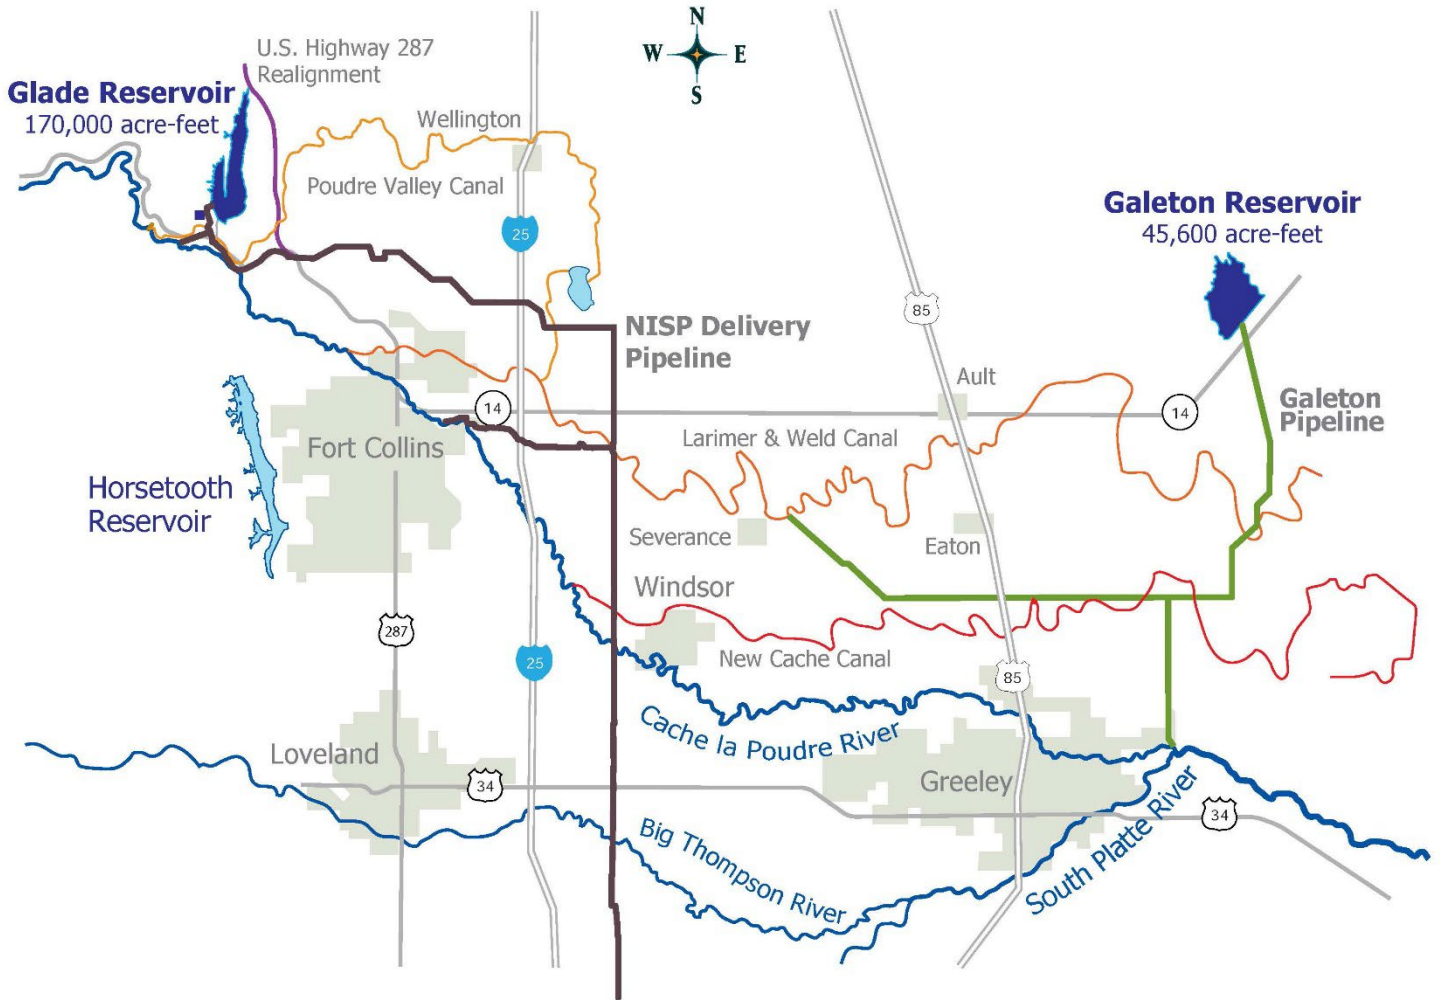 N
W E
S
U.S. Highway 287
Realignment
Glade Reservoir
170,000 acre-feet
Wellington
Poudre Valley Canal
25
Galeton Reservoir
45,600 acre-feet
85
NISP Delivery
Pipeline
Ault
14
14
Galeton
Pipeline
Larimer & Weld Canal
Fort Collins
Horsetooth
Reservoir
Severance
Eaton
Windsor
287
New Cache Canal
25
85
Cache la Poudre River
Loveland
34
Greeley
34
Big Thompson River
South Platte River